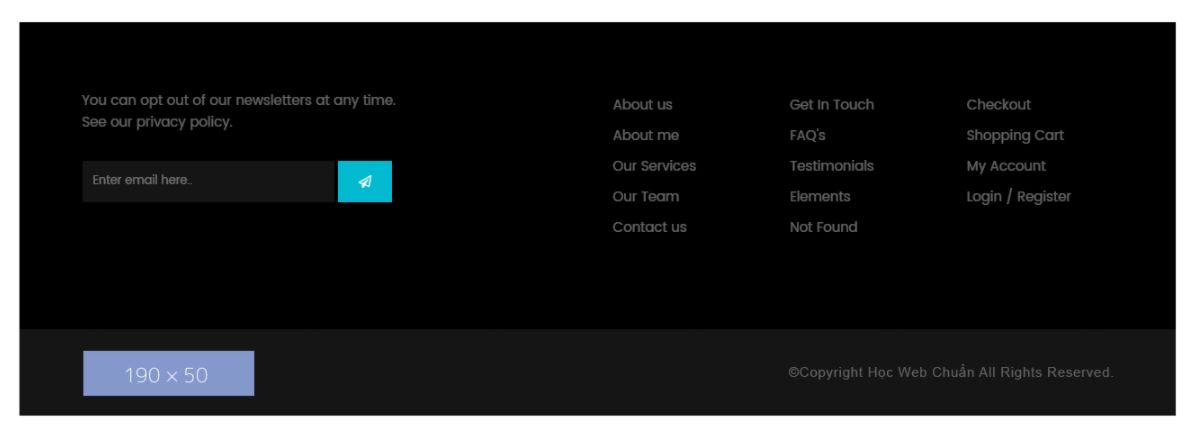 You can opt out of our newsletters at any time.
See our privacy policy.
Enter email here..
About us
About me
Our Services
Our Team
Contact us
Get In Touch
FAQ's
Testimonials
Elements
Not Found
Checkout
Shopping Cart
My Account
Login / Register
190 × 50
©Copyright Học Web Chuẩn All Rights Reserved.